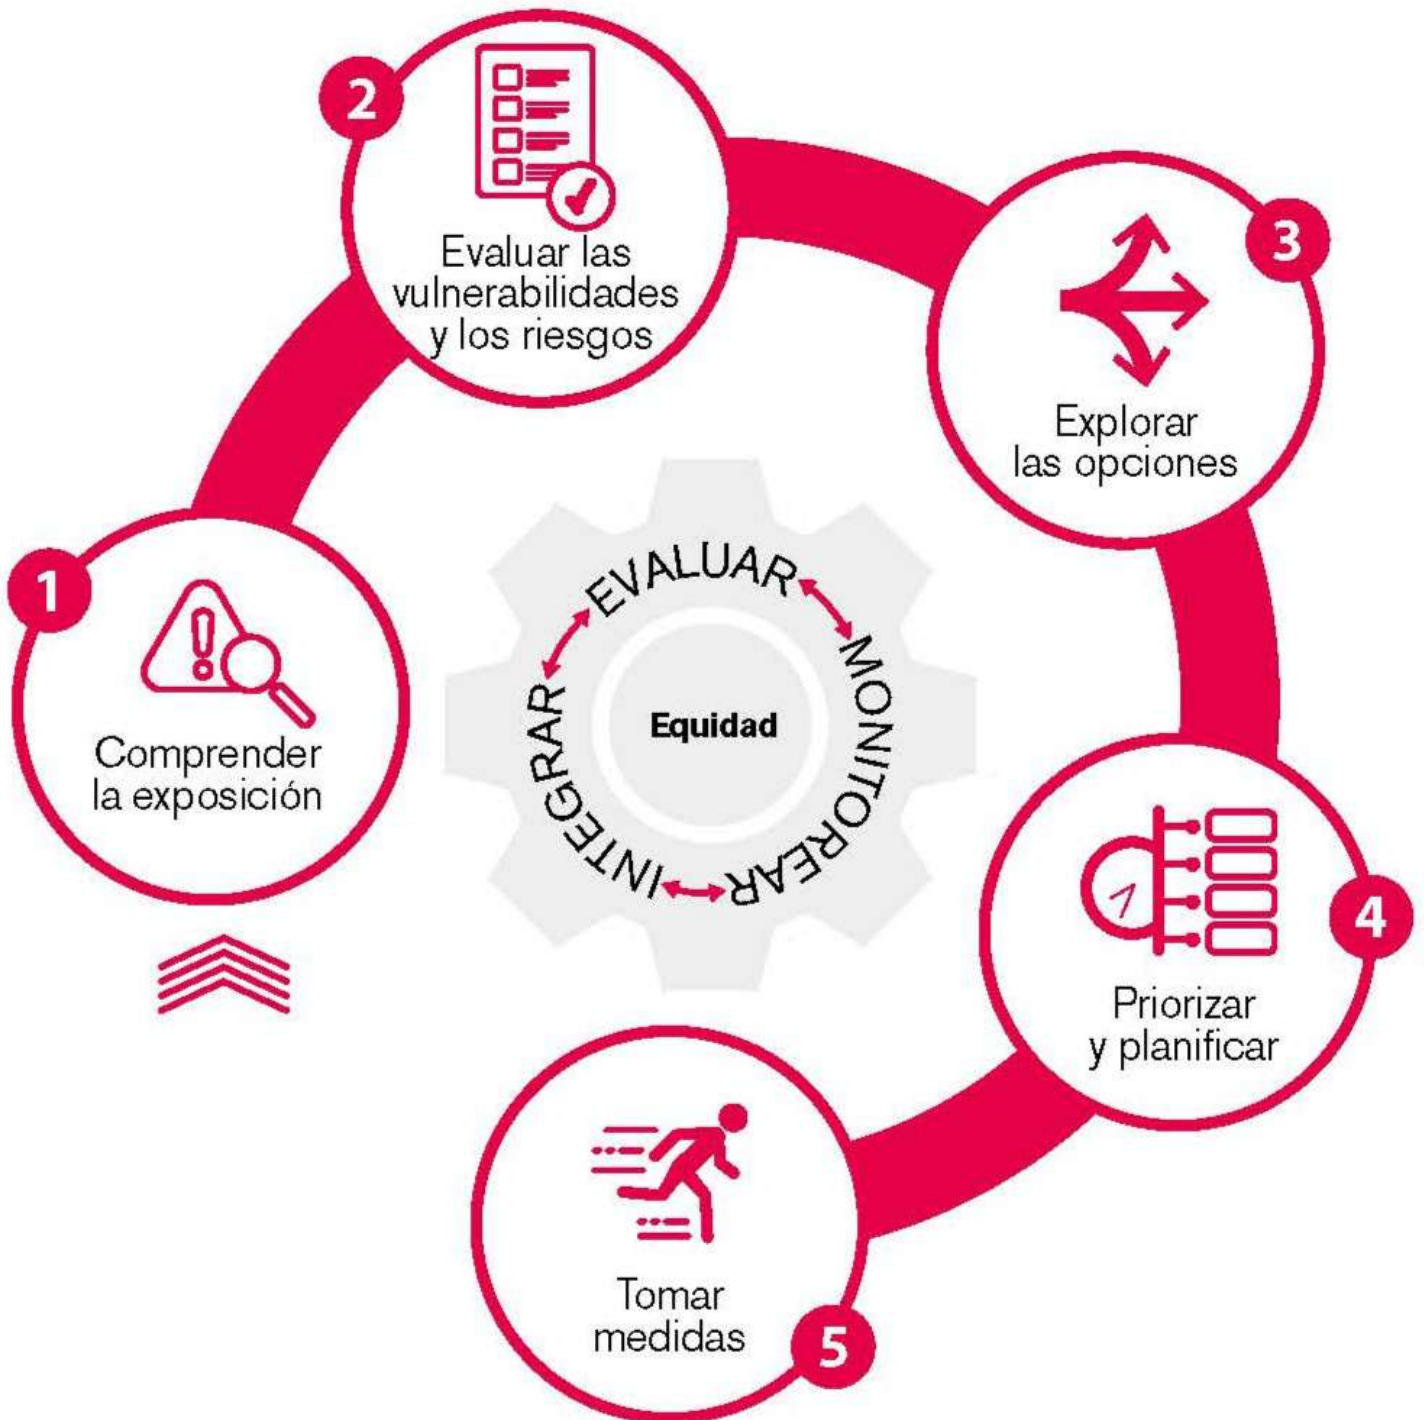 1
Comprender
la exposición
2
Evaluar las
vulnerabilidades
y los riesgos
3
Explorar
las opciones
4
Priorizar
y planificar
5
Tomar
medidas
EVALUAR
MONITOREAR
INTEGRAR
Equidad